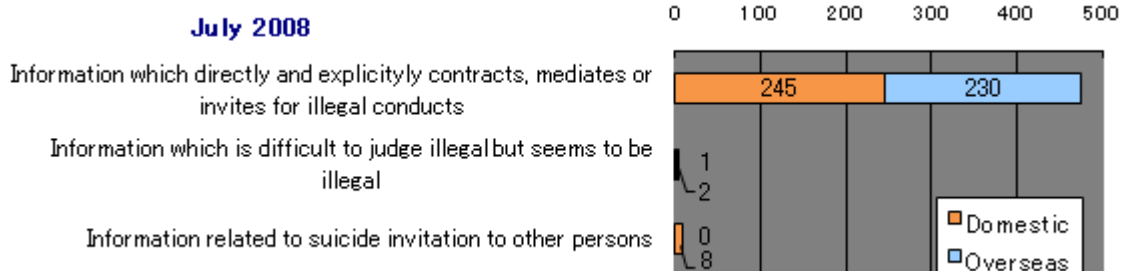 July 2008
0 100 200 300 400 500
Information which directly and explicityly contracts, mediates or
invites for illegal conducts
245 230
Information which is difficult to judge illegal but seems to be
illegal
1
2
Information related to suicide invitation to other persons
0
8
Domestic
Overseas